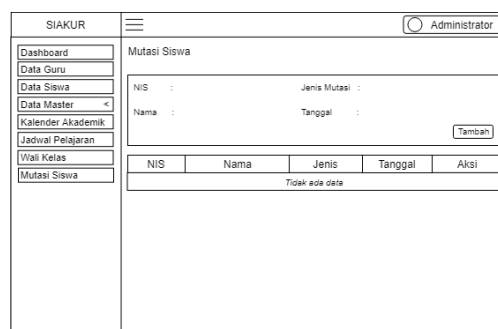 SIAKUR
Administrator
Dashboard
Data Guru
Data Siswa
Data Master <
Kalender Akademik
Jadwal Pelajaran
Wali Kelas
Mutasi Siswa
Mutasi Siswa
NIS : Jenis Mutasi :
Nama : Tanggal :
Tambah
NIS Nama Jenis Tanggal Aksi
Tidak ada data